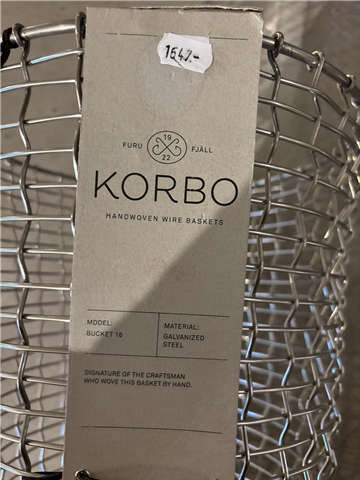 1647.-
FURU 19 FJÄLL
22
KORBO
HANDWOVEN WIRE BASKETS
MODEL:
BUCKET 16
MATERIAL:
GALVANIZED
STEEL
SIGNATURE OF THE CRAFTSMAN
WHO WOVE THIS BASKET BY HAND.